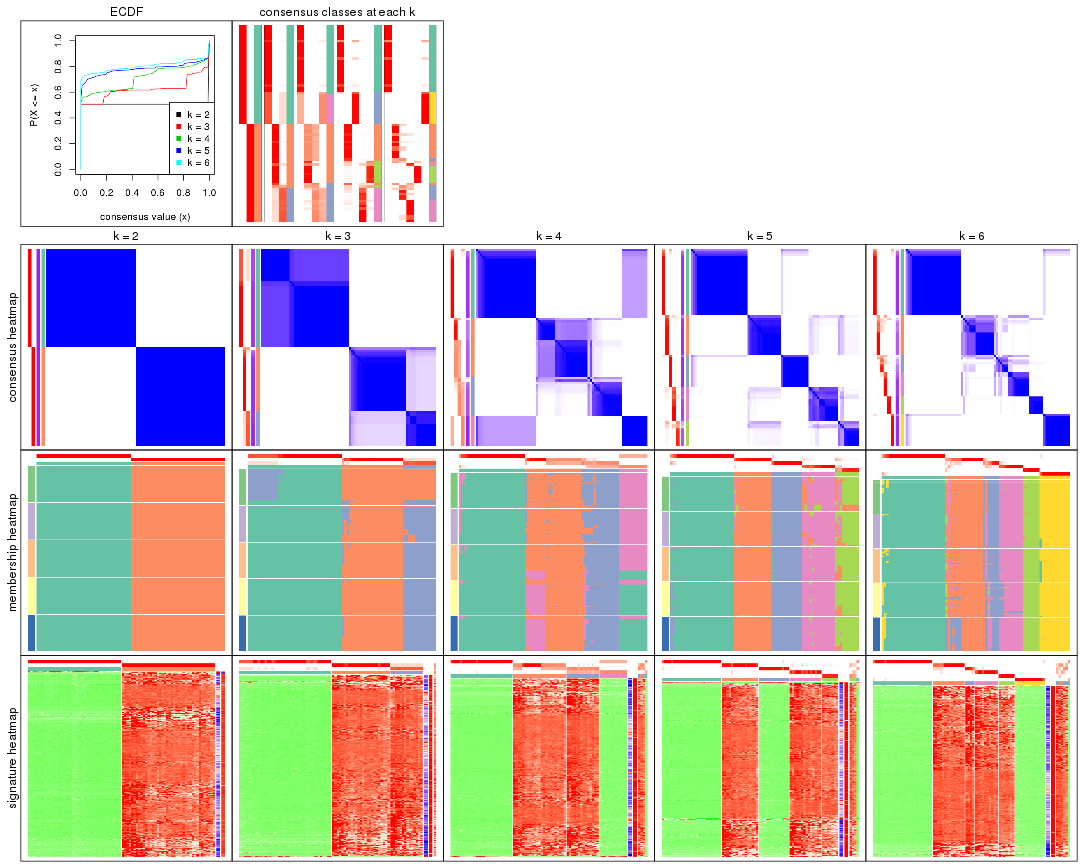 ECDF
consensus classes at each k
P(X <= x)
1.0
0.8
0.6
0.4
0.2
0.0
k = 2
k = 3
k = 4
k = 5
k = 6
0.0 0.2 0.4 0.6 0.8 1.0
consensus value (x)
k = 2
k = 3
k = 4
k = 5
k = 6
consensus heatmap
membership heatmap
signature heatmap